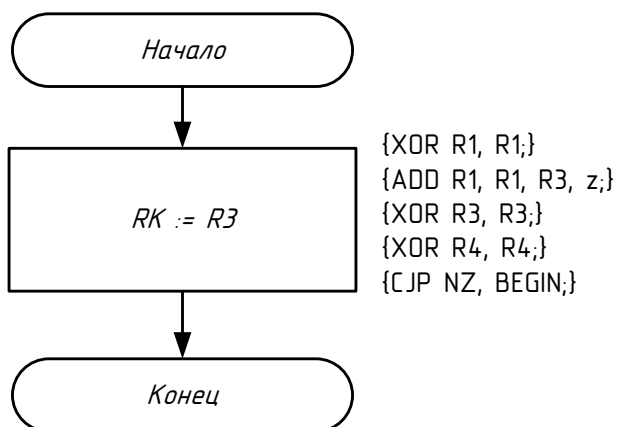 Начало
RK := R3
{XOR R1, R1;}
{ADD R1, R1, R3, z;}
{XOR R3, R3;}
{XOR R4, R4;}
{CJP NZ, BEGIN;}
Конец